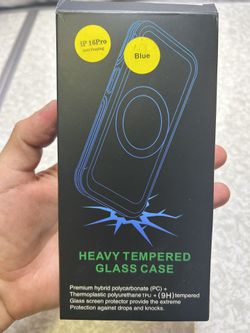 iP 16Pro
Blue
HEAVY TEMPERED
GLASS CASE
Premium hybrid polycarbonate (PC) +
Thermoplastic polyurethane TPU + (9H)tempered
Glass screen protector provide the extreme
Protection against drops and knocks.